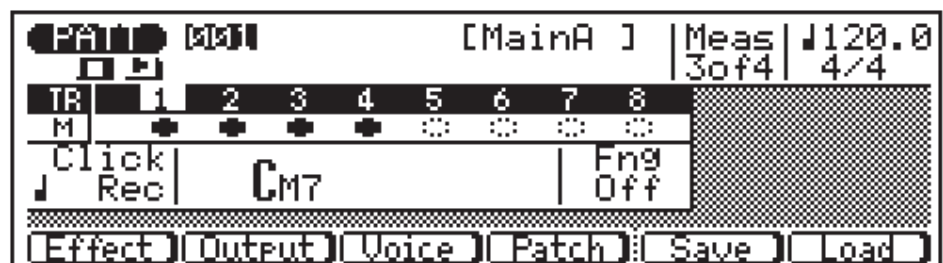 PATT 001 [MainA ] Meas ♩120.0
3of4 4/4
TR 1 2 3 4 5 6 7 8
M
Click Fng
♩ Rec CM7 Off
Effect Output Voice Patch Save Load